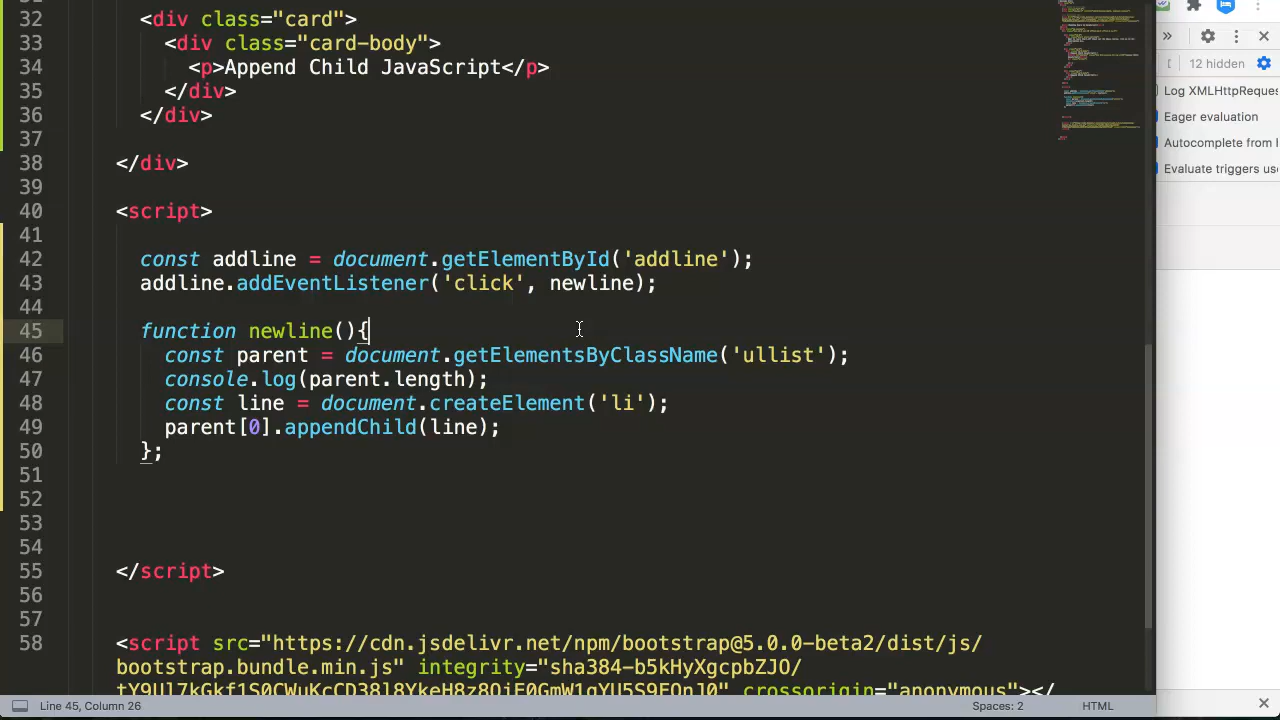 32 <div class="card">
33 <div class="card-body">
34 <p>Append Child JavaScript</p>
35 </div>
36 </div>
37
38 </div>
39
40 <script>
41
42 const addline = document.getElementById('addline');
43 addline.addEventListener('click', newline);
44
45 function newline(){
46 const parent = document.getElementsByClassName('ullist');
47 console.log(parent.length);
48 const line = document.createElement('li');
49 parent[0].appendChild(line);
50 };
51
52
53
54
55 </script>
56
57
58 <script src="https://cdn.jsdelivr.net/npm/bootstrap@5.0.0-beta2/dist/js/
bootstrap.bundle.min.js" integrity="sha384-b5kHyXgcpbZJO/
crossorigin="anonymous"></
Line 45, Column 26
Spaces: 2
HTML
»
12 hidden
Log XMLHttpReques
Eager evaluation
Autocomplete from
Evaluate triggers use